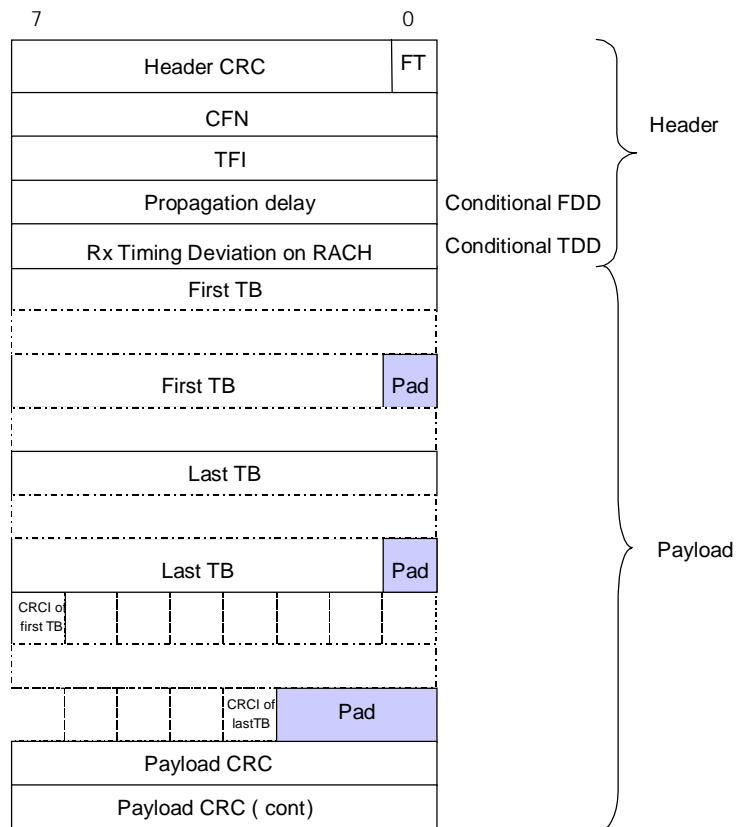 7 0
Header CRC FT
CFN
Header
TFI
Propagation delay Conditional FDD
Rx Timing Deviation on RACH Conditional TDD
First TB
First TB Pad
Last TB
Payload
Last TB Pad
CRCI of
first TB
CRCI of
lastTB
Pad
Payload CRC
Payload CRC ( cont)